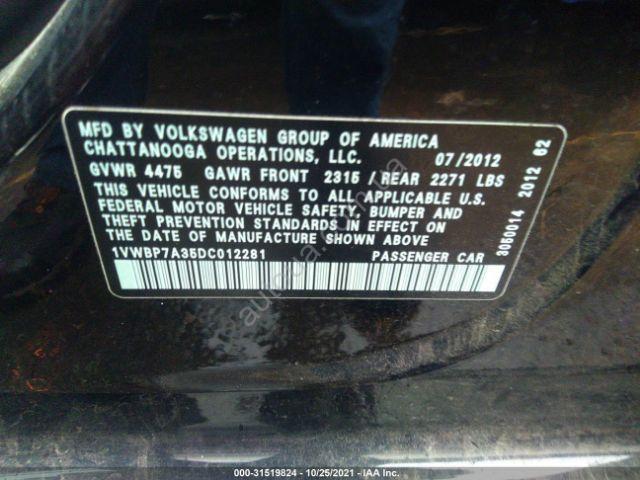 MFD BY VOLKSWAGEN GROUP OF AMERICA
CHATTANOOGA OPERATIONS, LLC. 07/2012
GVWR 4475 GAWR FRONT 2315 / REAR 2271 LBS
THIS VEHICLE CONFORMS TO ALL APPLICABLE U.S.
FEDERAL MOTOR VEHICLE SAFETY, BUMPER AND
THEFT PREVENTION STANDARDS IN EFFECT ON
THE DATE OF MANUFACTURE SHOWN ABOVE
1VWBP7A35DC012281 PASSENGER CAR
3050014 2012 62
000-31519824 - 10/25/2021 - IAA Inc.